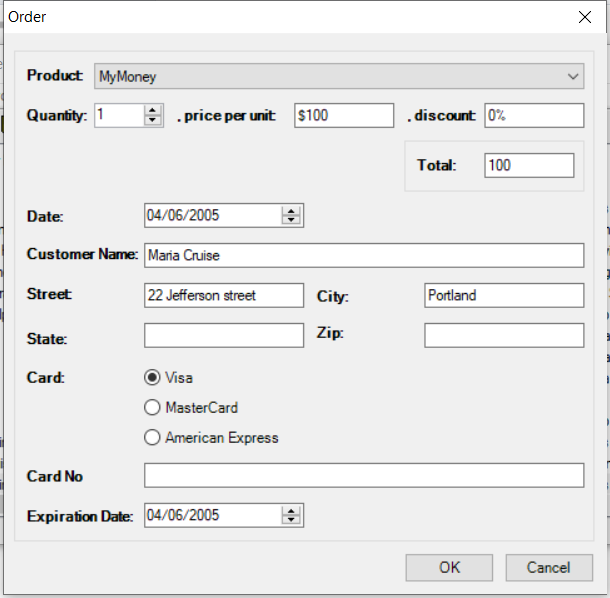 Order
Product: MyMoney
Quantity: 1 . price per unit: $100 . discount: 0%
Total: 100
Date: 04/06/2005
Customer Name: Maria Cruise
Street: 22 Jefferson street City: Portland
State: Zip:
Card: Visa
MasterCard
American Express
Card No
Expiration Date: 04/06/2005
OK Cancel